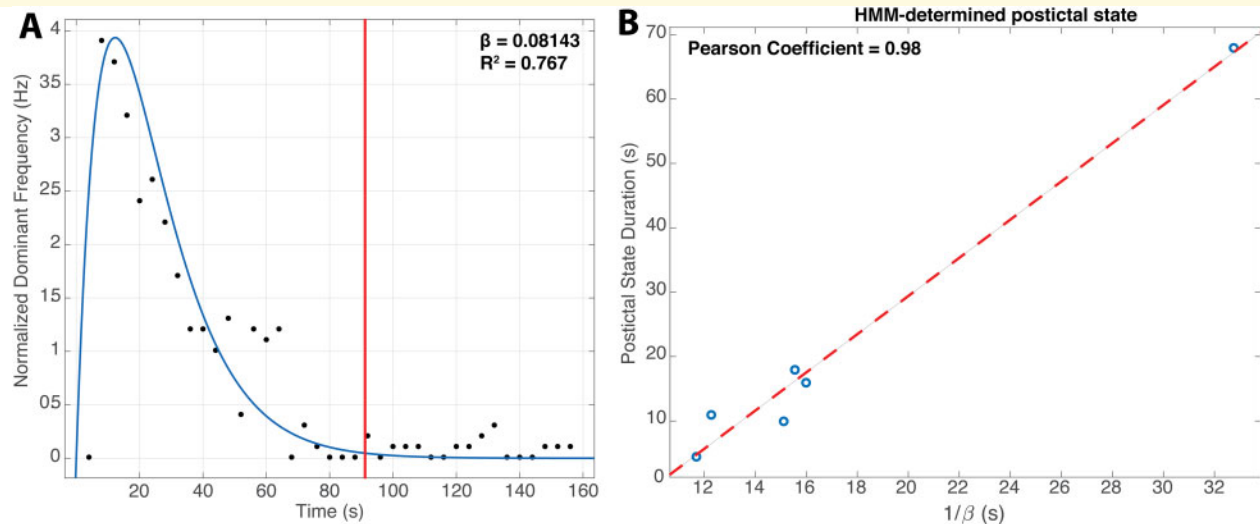 A
β = 0.08143
R² = 0.767
Normalized Dominant Frequency (Hz)
4
35
3
25
2
15
1
05
0
20 40 60 80 100 120 140 160
Time (s)
B
HMM-determined postictal state
Pearson Coefficient = 0.98
Postictal State Duration (s)
70
60
50
40
30
20
10
0
12 14 16 18 20 22 24 26 28 30 32
1/β (s)